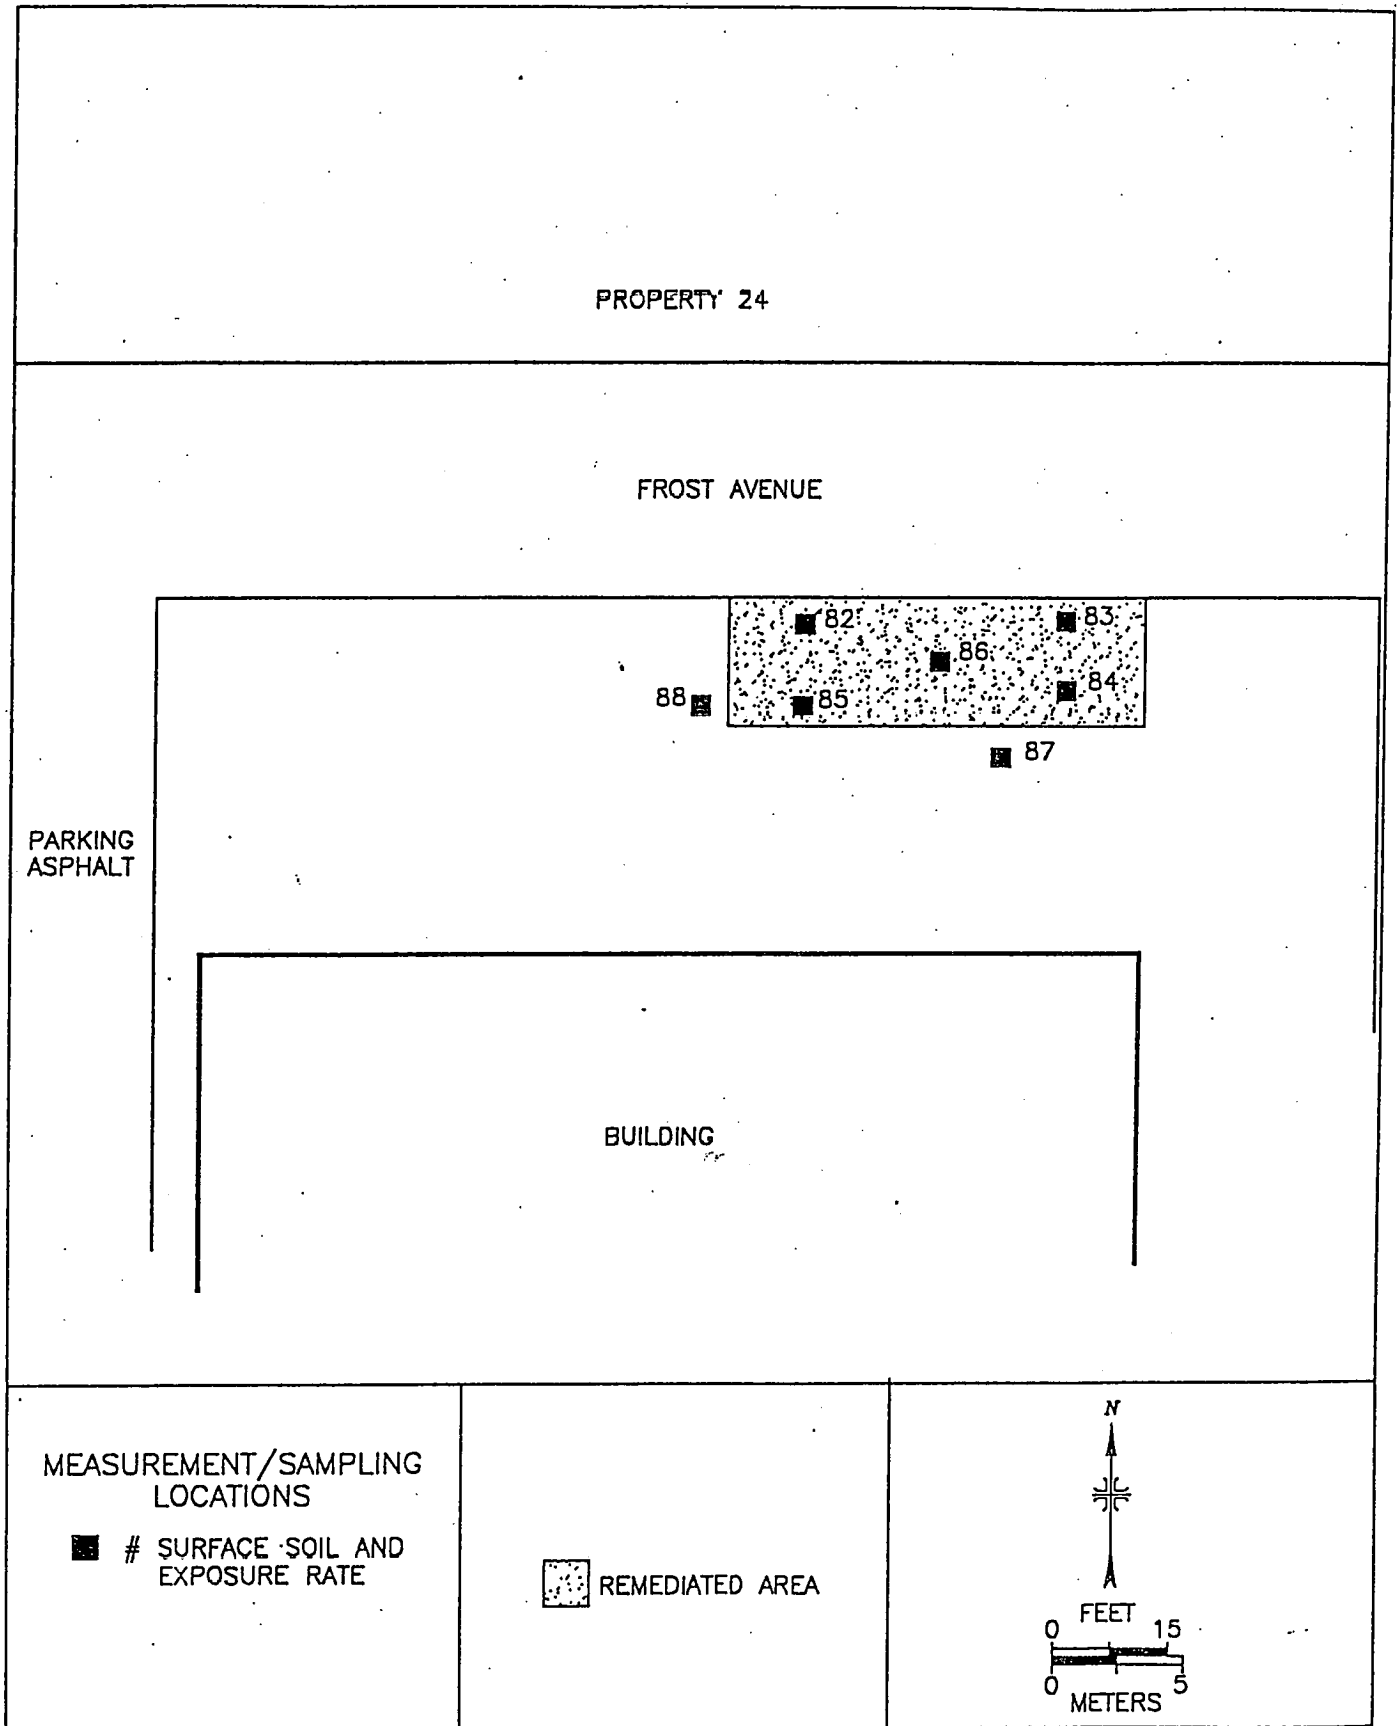 PROPERTY 24
FROST AVENUE
82
83
86
84
88
85
87
PARKING
ASPHALT
BUILDING
MEASUREMENT/SAMPLING
LOCATIONS
# SURFACE SOIL AND
EXPOSURE RATE
REMEDIATED AREA
N
FEET
0 15
0 5
METERS